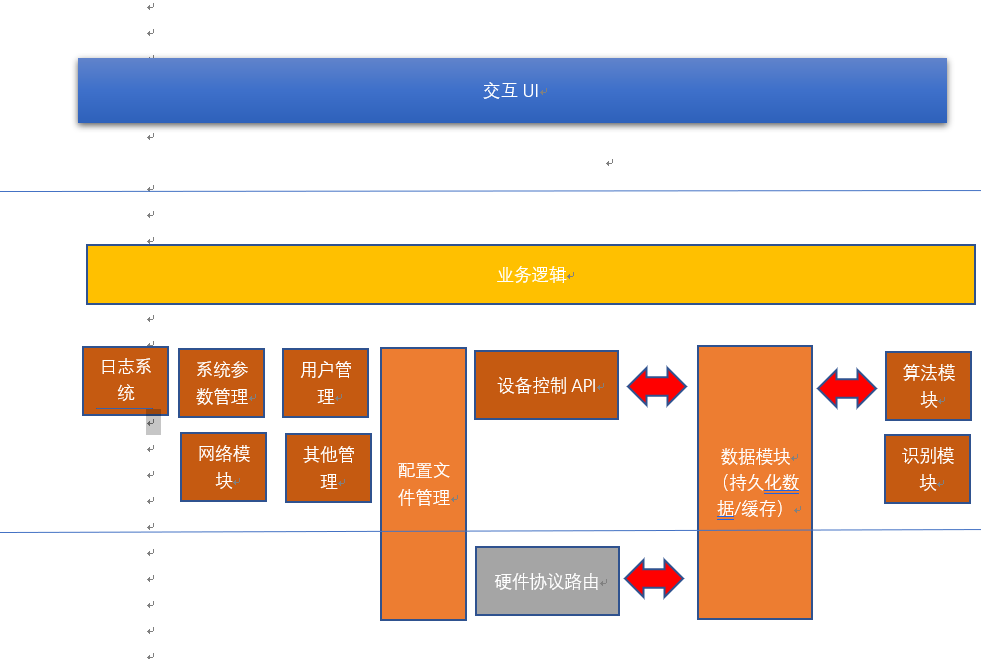 交互 UI
业务逻辑
日志系
统
系统参
数管理
用户管
理
网络模
块
其他管
理
配置文
件管理
设备控制 API
硬件协议路由
数据模块
（持久化数
据/缓存）
算法模
块
识别模
块